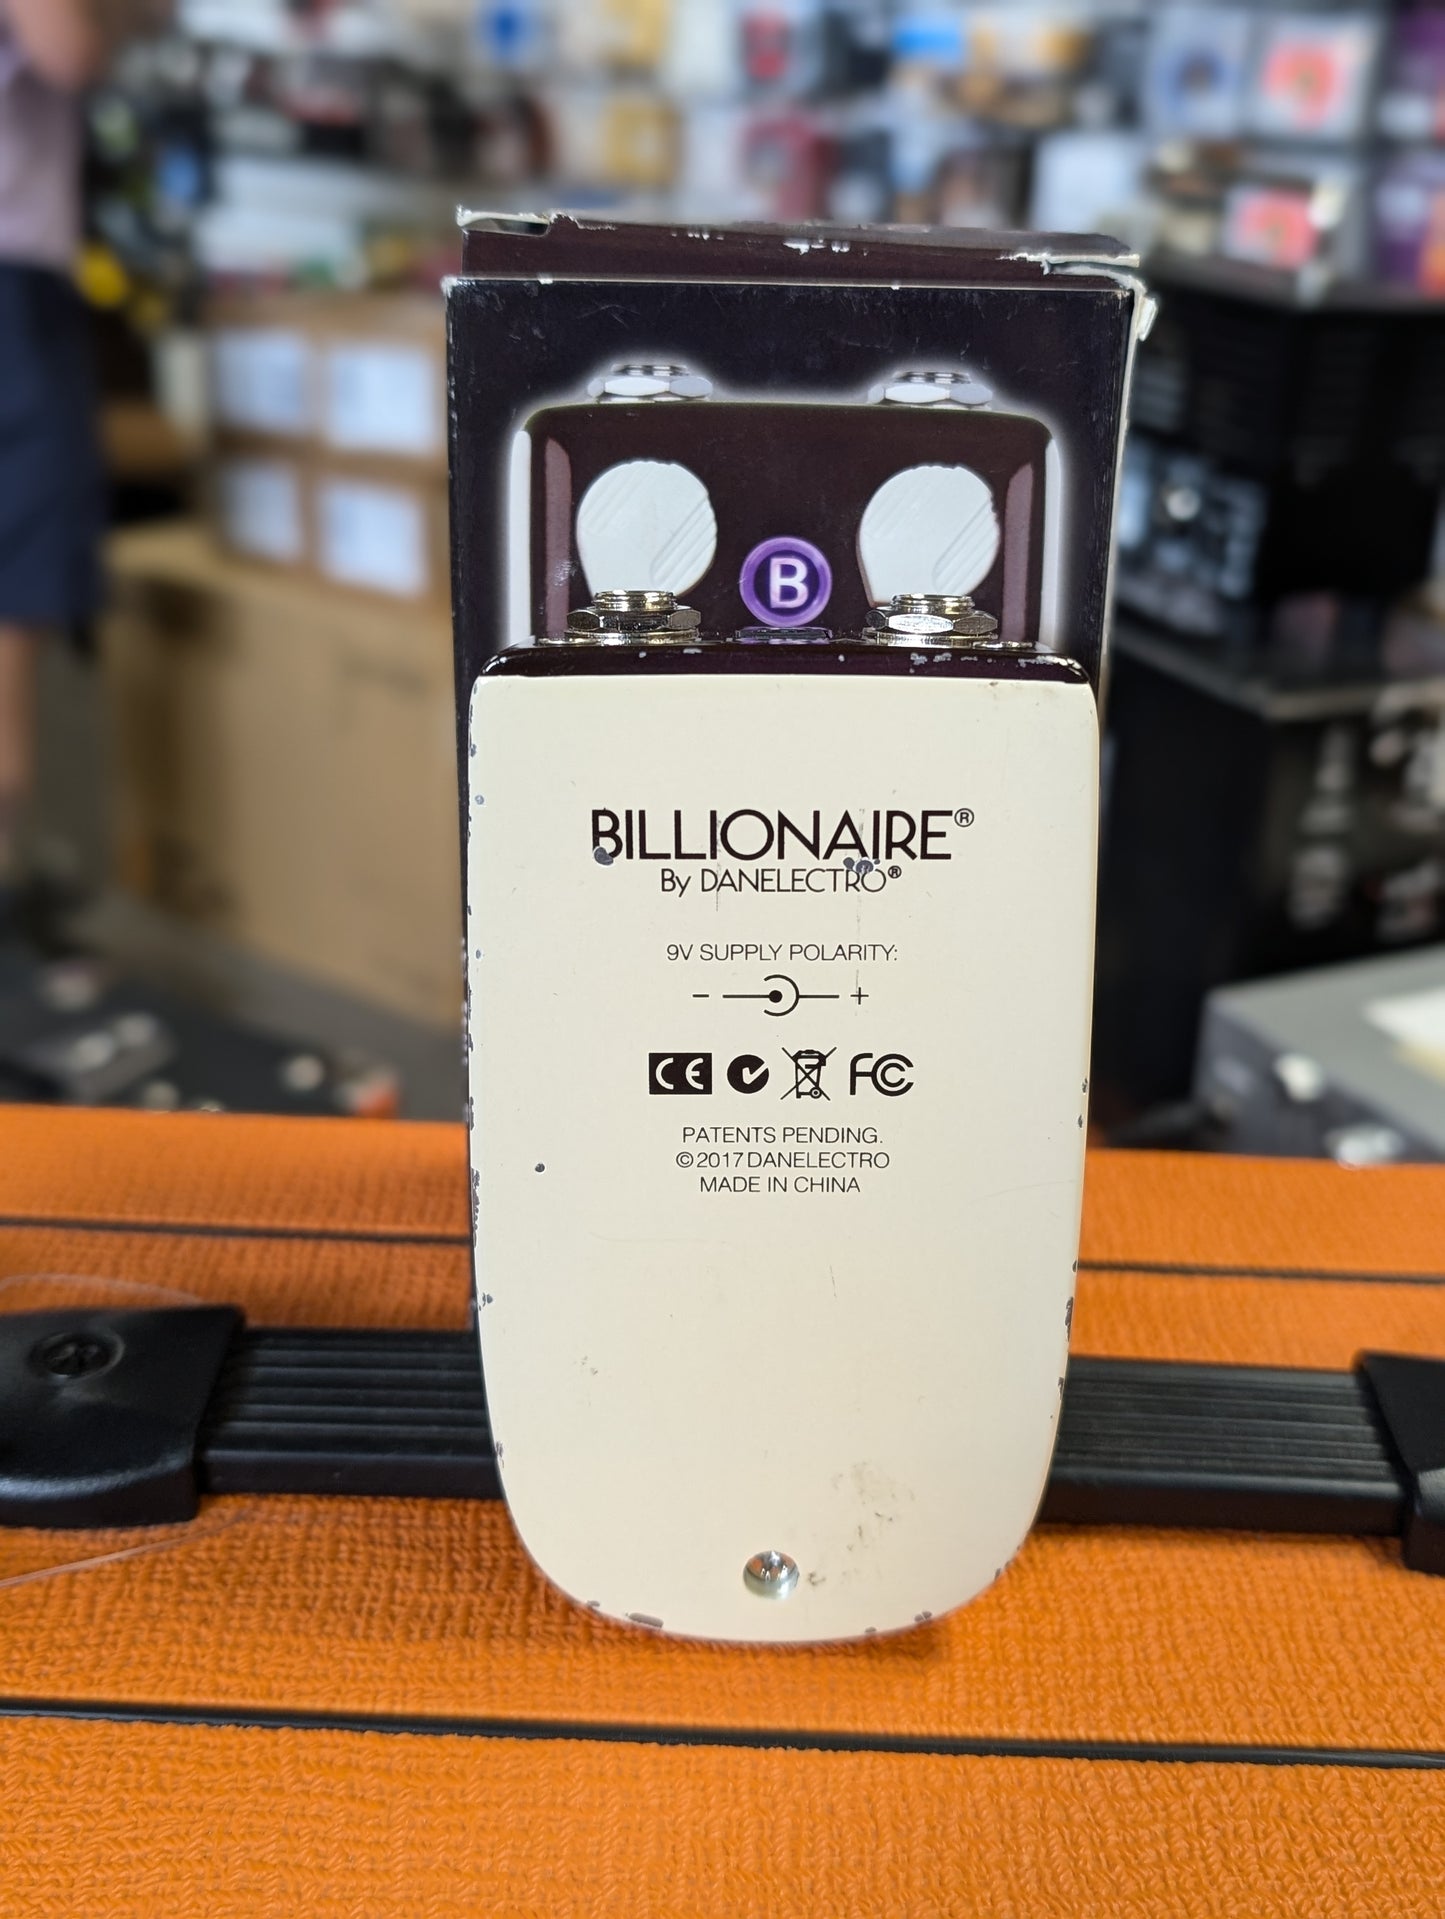 B
BILLIONAIRE®
By DANELECTRO®
9V SUPPLY POLARITY:
- +
CE FC
PATENTS PENDING.
©2017 DANELECTRO
MADE IN CHINA